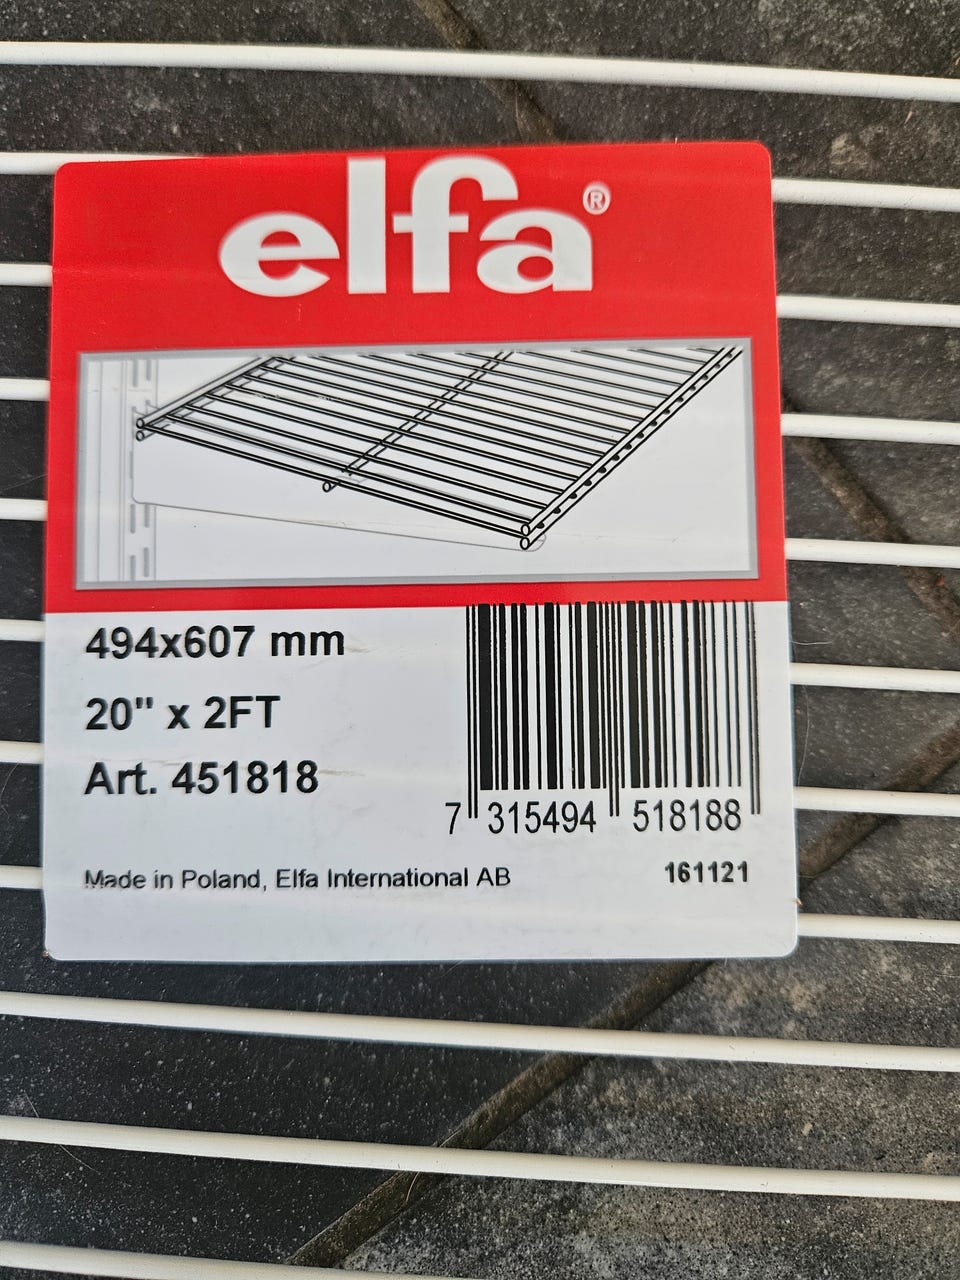 elfa®
494x607 mm
20" x 2FT
Art. 451818
7 315494 518188
Made in Poland, Elfa International AB
161121